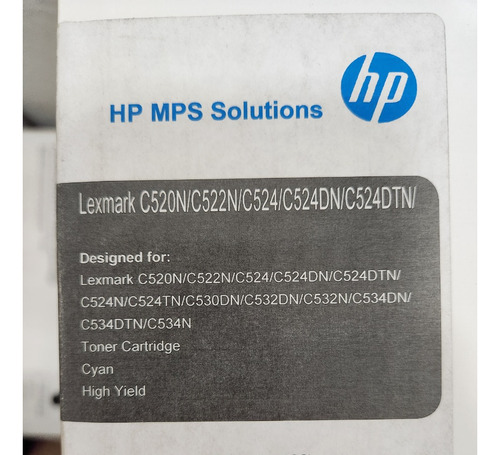 hp
HP MPS Solutions
Lexmark C520N/C522N/C524/C524DN/C524DTN/
Designed for:
Lexmark C520N/C522N/C524/C524DN/C524DTN/
C524N/C524TN/C530DN/C532DN/C532N/C534DN/
C534DTN/C534N
Toner Cartridge
Cyan
High Yield